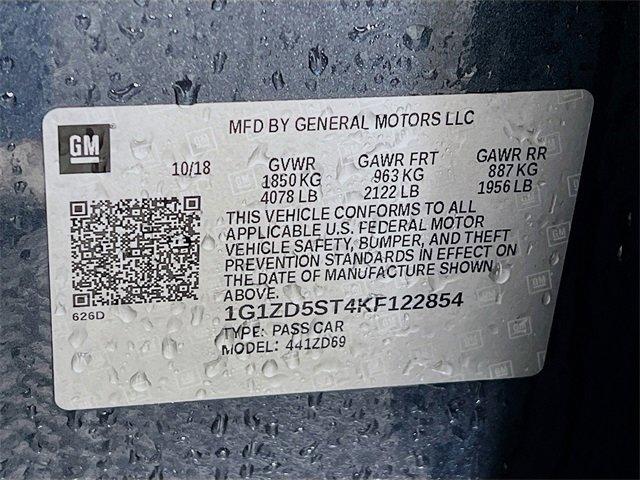 GM
MFD BY GENERAL MOTORS LLC
10/18 GVWR GAWR FRT GAWR RR
1850 KG 963 KG 887 KG
4078 LB 2122 LB 1956 LB
THIS VEHICLE CONFORMS TO ALL
APPLICABLE U.S. FEDERAL MOTOR
VEHICLE SAFETY, BUMPER, AND THEFT
PREVENTION STANDARDS IN EFFECT ON
THE DATE OF MANUFACTURE SHOWN
ABOVE.
626D
1G1ZD5ST4KF122854
TYPE: PASS CAR
MODEL: 441ZD69